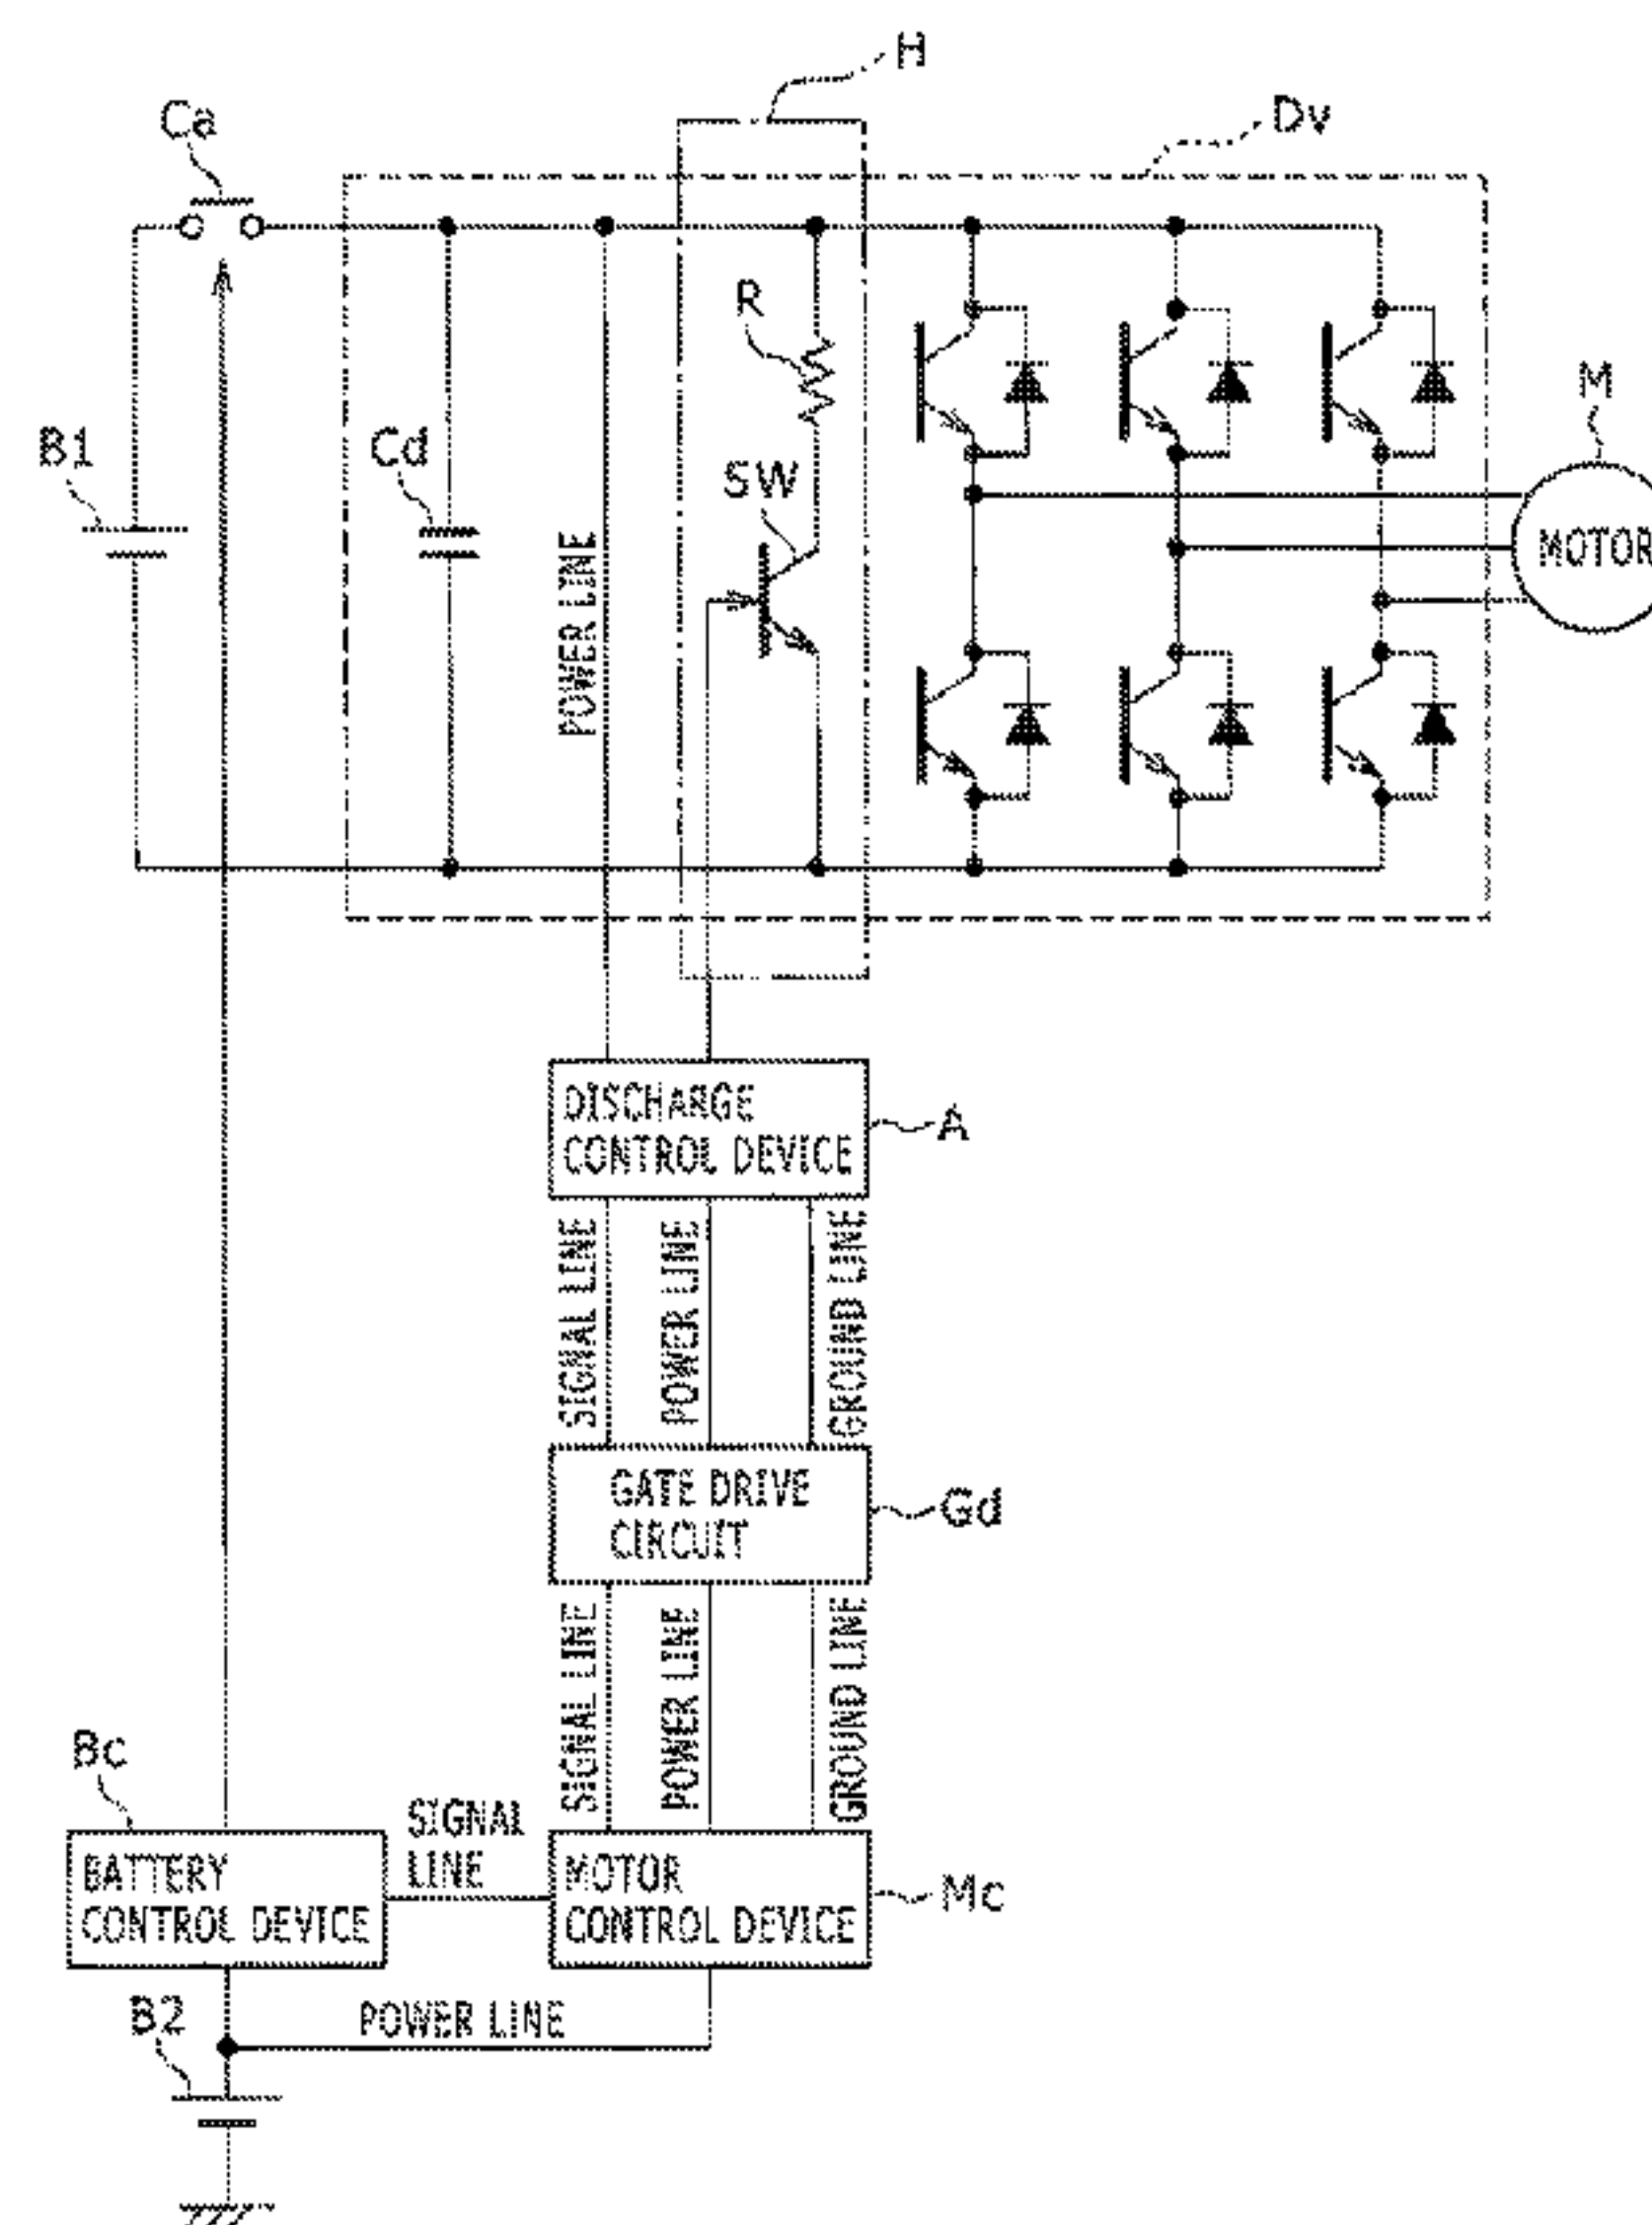 H
Ca
Dv
R
M
B1
Cd
SW
MOTOR
POWER LINE
DISCHARGE
CONTROL DEVICE
A
SIGNAL LINE
POWER LINE
GROUND LINE
GATE DRIVE
CIRCUIT
Gd
SIGNAL LINE
POWER LINE
GROUND LINE
Bc
SIGNAL
LINE
BATTERY
CONTROL DEVICE
MOTOR
CONTROL DEVICE
Mc
B2
POWER LINE